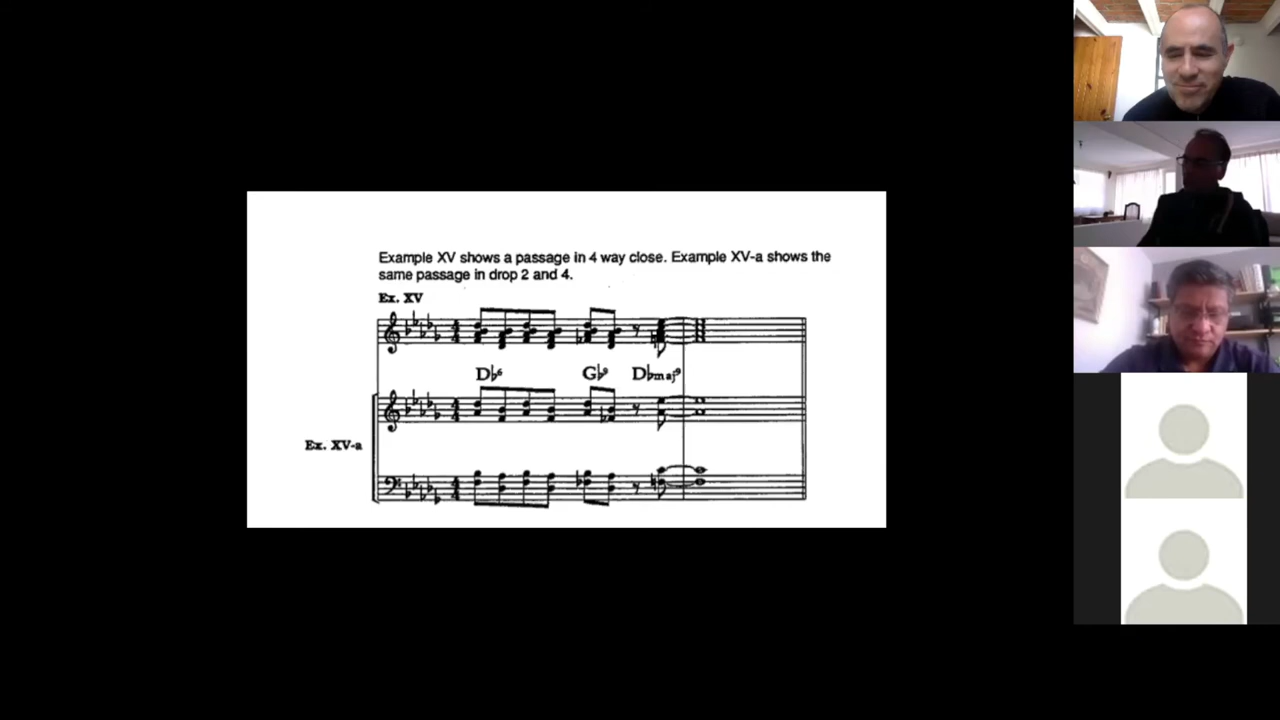 Example XV shows a passage in 4 way close. Example XV-a shows the
same passage in drop 2 and 4.
Ex. XV
D♭6 G♭9 D♭maj9
Ex. XV-a